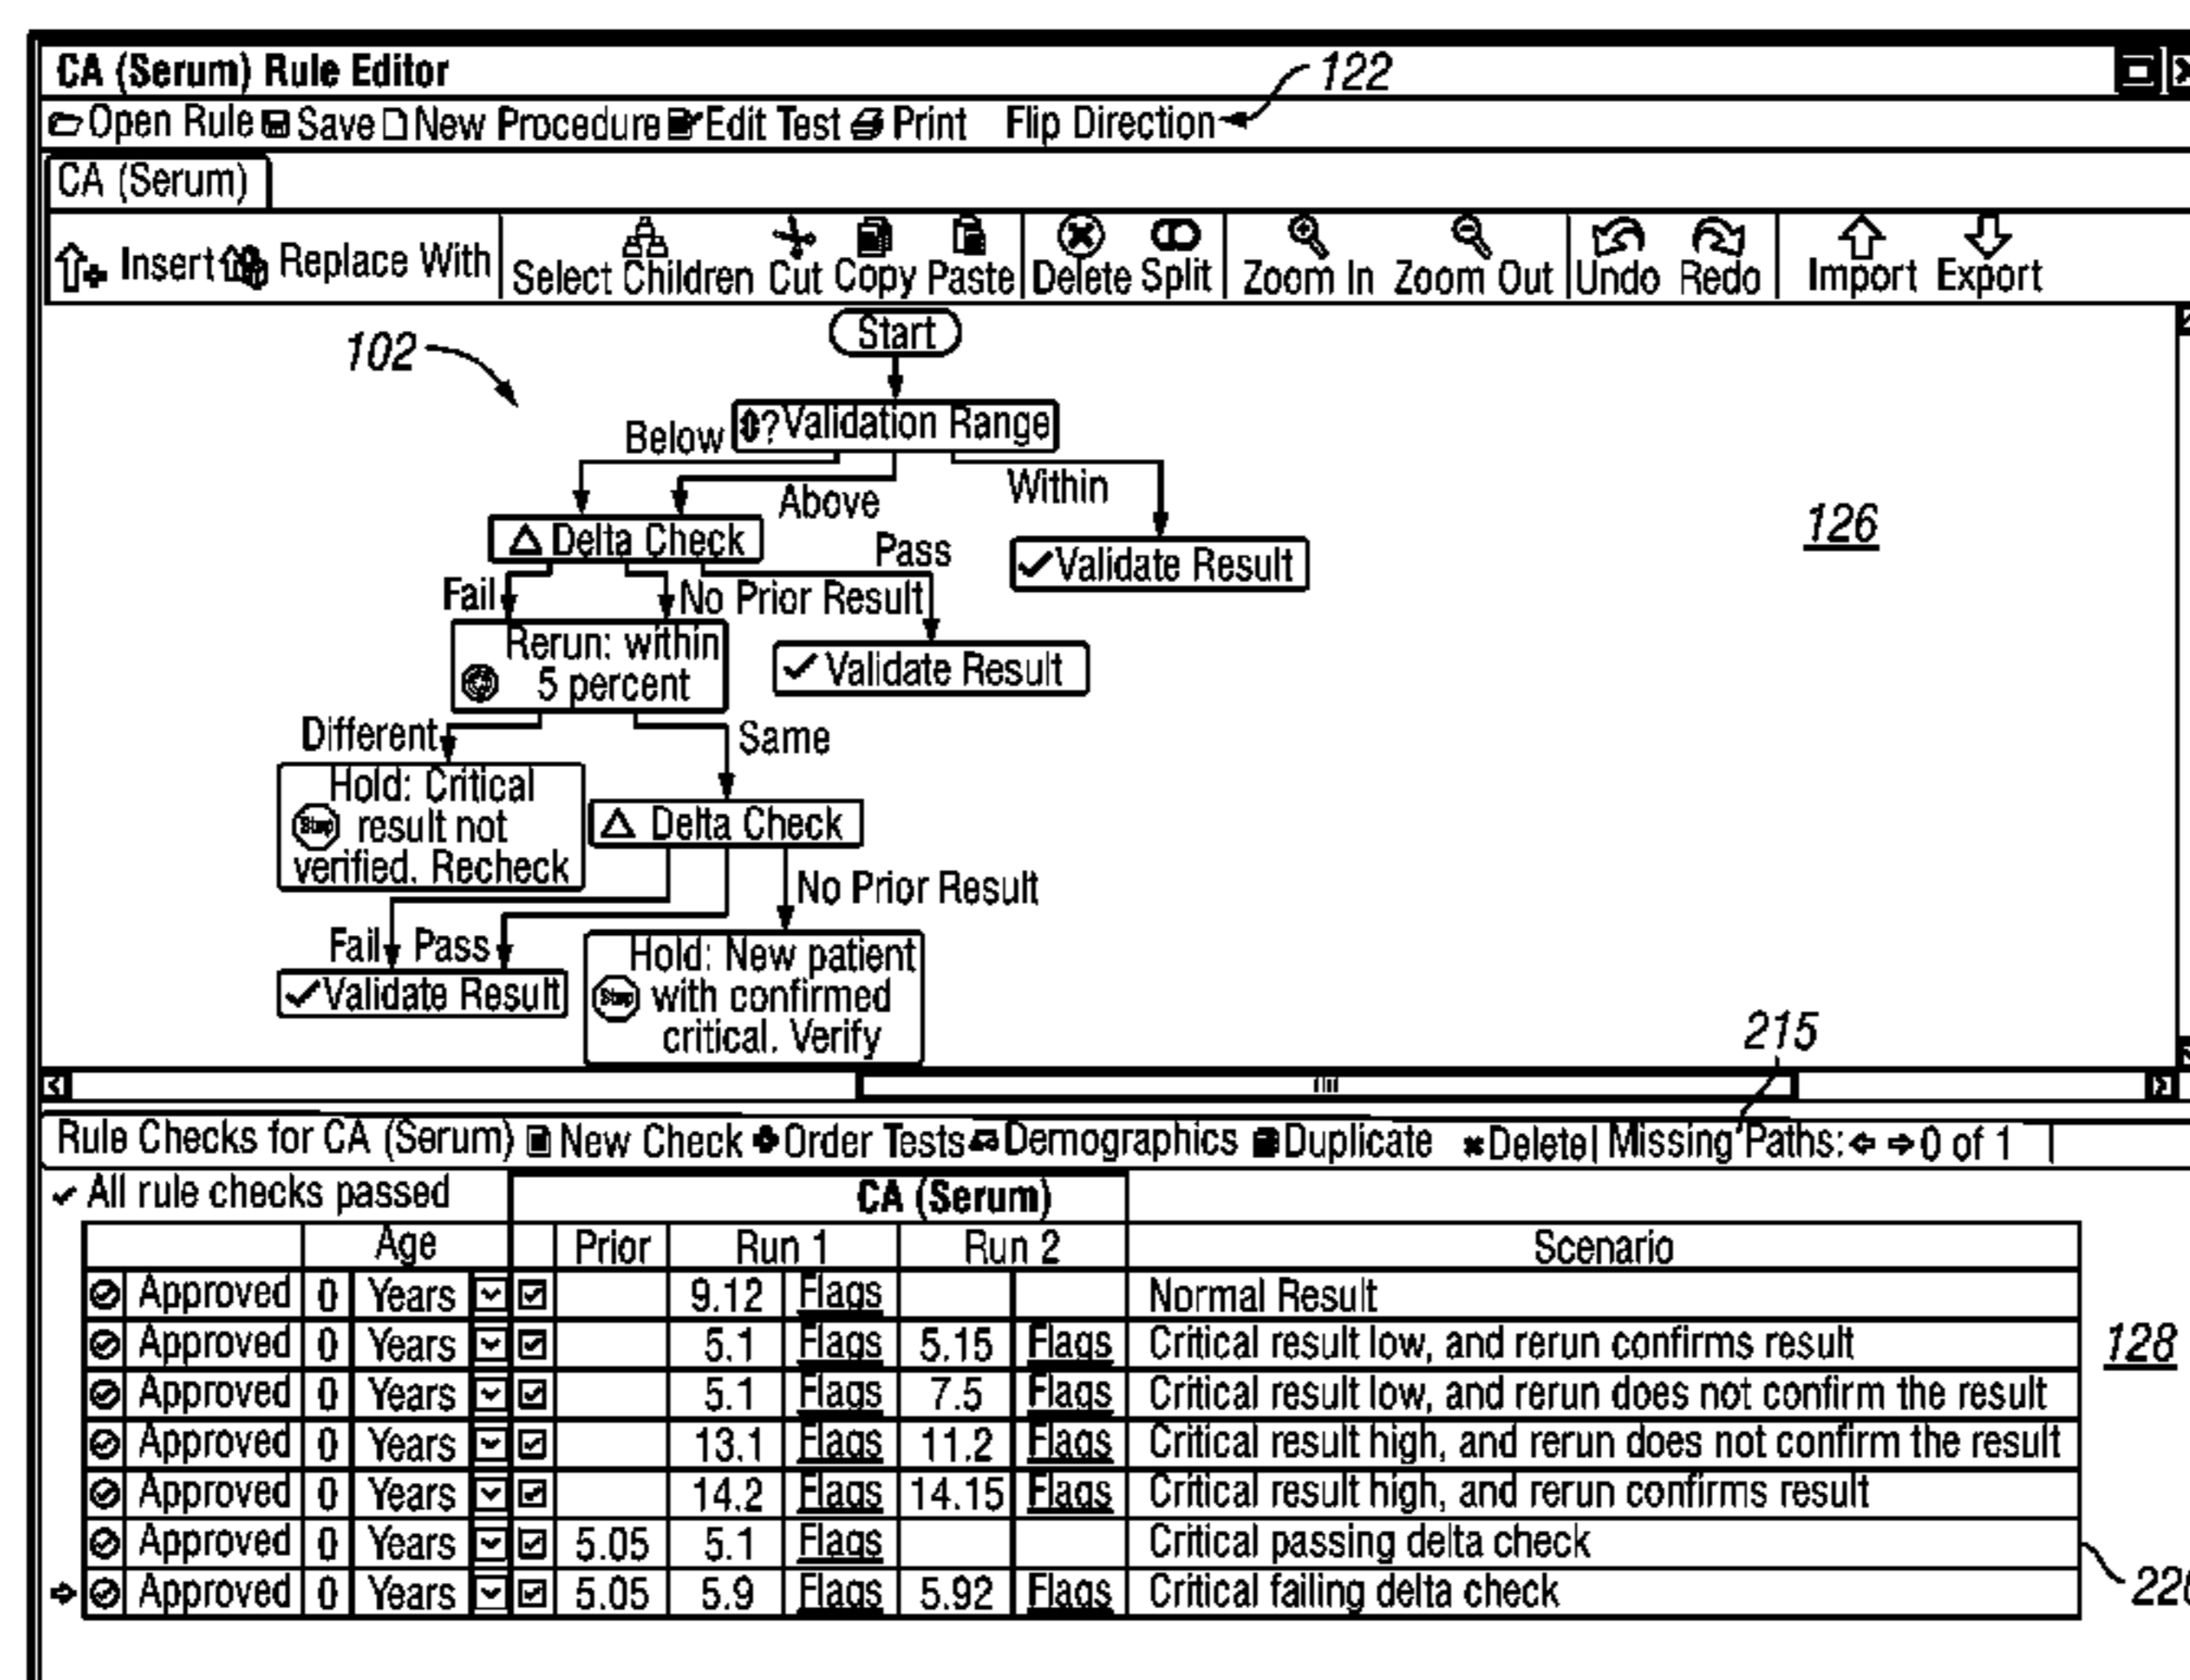 CA (Serum) Rule Editor
122
Open Rule Save New Procedure Edit Test Print Flip Direction
CA (Serum)
Insert Replace With Select Children Cut Copy Paste Delete Split Zoom In Zoom Out Undo Redo Import Export
102
Start
?Validation Range
Below
Above
Within
126
Delta Check
Pass
Validate Result
Fail
No Prior Result
Rerun: within
5 percent
Validate Result
Different
Same
Hold: Critical
Stop result not
verified. Recheck
Delta Check
No Prior Result
Fail Pass
Validate Result
Hold: New patient
Stop with confirmed
critical. Verify
215
Rule Checks for CA (Serum) New Check Order Tests Demographics Duplicate Delete| Missing Paths: 0 of 1
All rule checks passed CA (Serum)
Age Prior Run 1 Run 2 Scenario
Approved 0 Years 9.12 Flags Normal Result
Approved 0 Years 5.1 Flags 5.15 Flags Critical result low, and rerun confirms result
128
Approved 0 Years 5.1 Flags 7.5 Flags Critical result low, and rerun does not confirm the result
Approved 0 Years 13.1 Flags 11.2 Flags Critical result high, and rerun does not confirm the result
Approved 0 Years 14.2 Flags 14.15 Flags Critical result high, and rerun confirms result
Approved 0 Years 5.05 5.1 Flags Critical passing delta check
Approved 0 Years 5.05 5.9 Flags 5.92 Flags Critical failing delta check